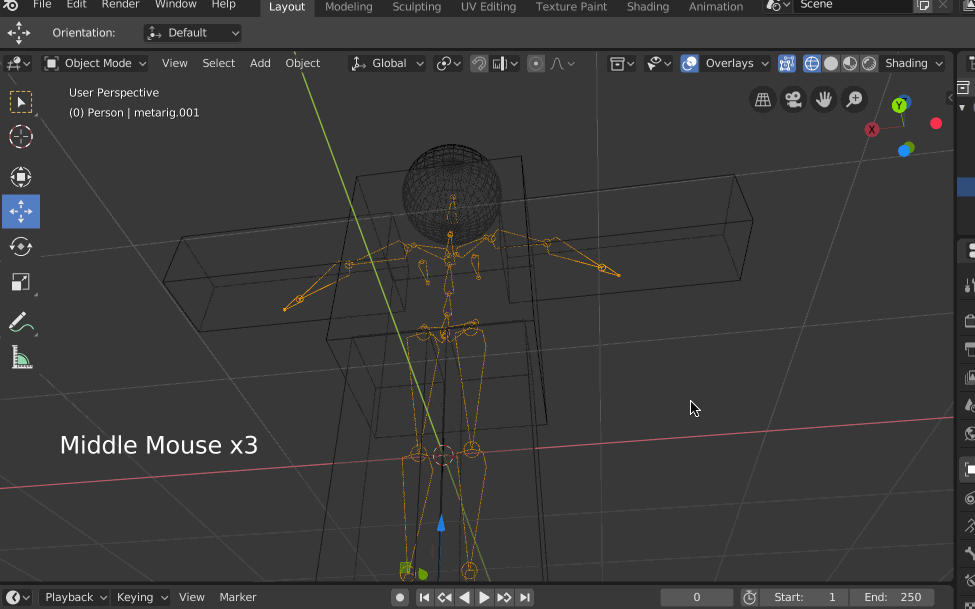 File Edit Render Window Help Layout Modeling Sculpting UV Editing Texture Paint Shading Animation Scene
Orientation: Default
Object Mode View Select Add Object Global Overlays Shading
User Perspective
(0) Person | metarig.001
Y
X
Middle Mouse x3
Playback Keying View Marker 0 Start: 1 End: 250